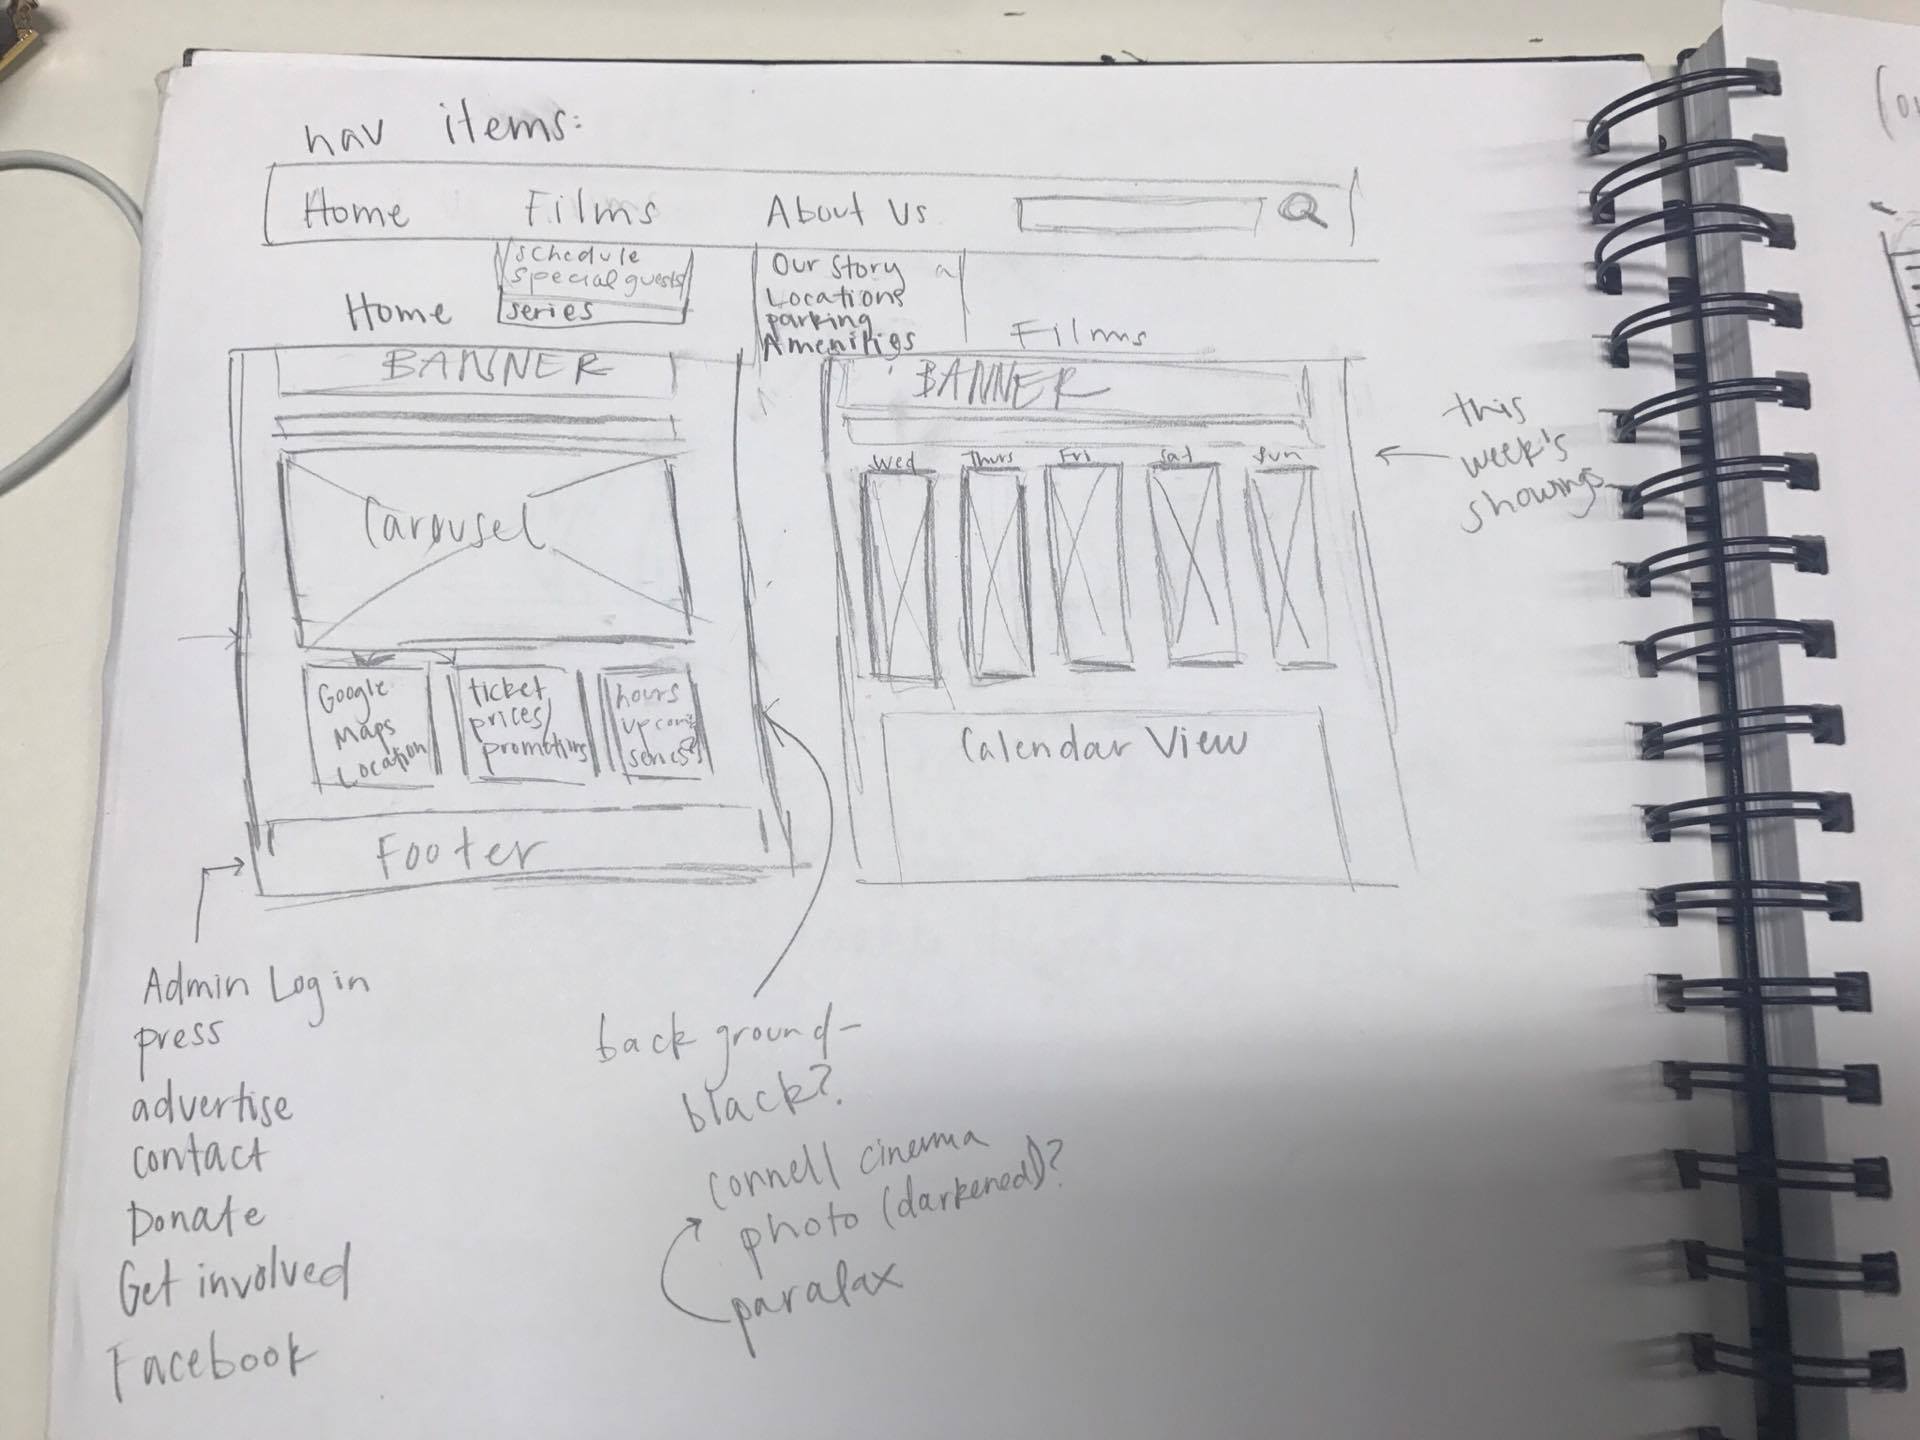 nav items:
Home Films About Us
schedule
special guests
series
Our story
Locations
parking
Amenities
Home
BANNER
Carousel
Google
Maps
Location
ticket
prices/
promotions
hours
upcoming
series?
Footer
Films
BANNER
Wed Thurs Fri Sat Sun
Calendar View
this
week's
showings
Admin Log in
press
advertise
contact
Donate
Get involved
Facebook
back ground-
black?
connell cinema
photo (darkened)?
paralax